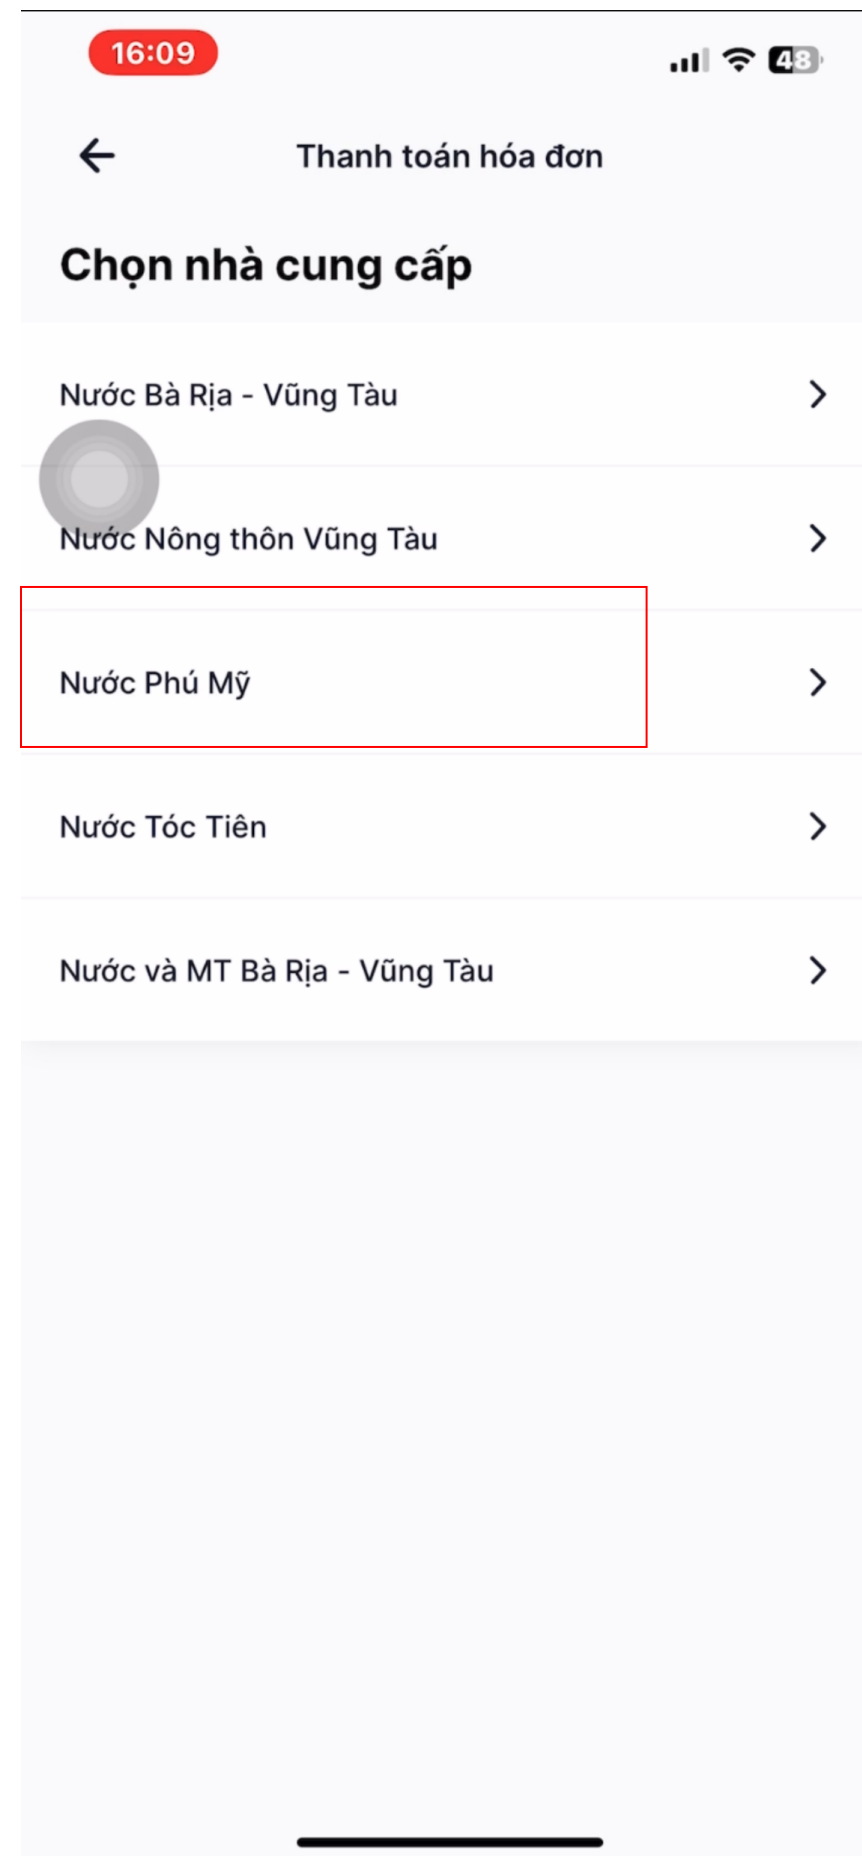 16:09
48
Thanh toán hóa đơn
Chọn nhà cung cấp
Nước Bà Rịa - Vũng Tàu
Nước Nông thôn Vũng Tàu
Nước Phú Mỹ
Nước Tóc Tiên
Nước và MT Bà Rịa - Vũng Tàu